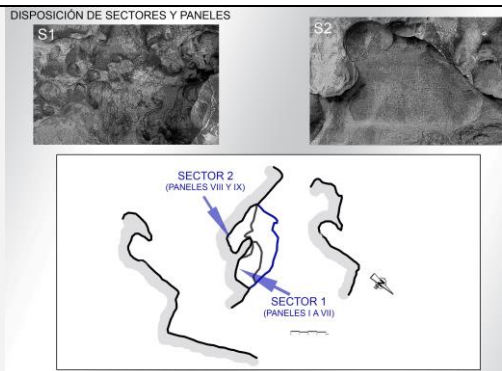 DISPOSICIÓN DE SECTORES Y PANELES
S1
S2
SECTOR 2
(PANELES VIII Y IX)
SECTOR 1
(PANELES I A VII)